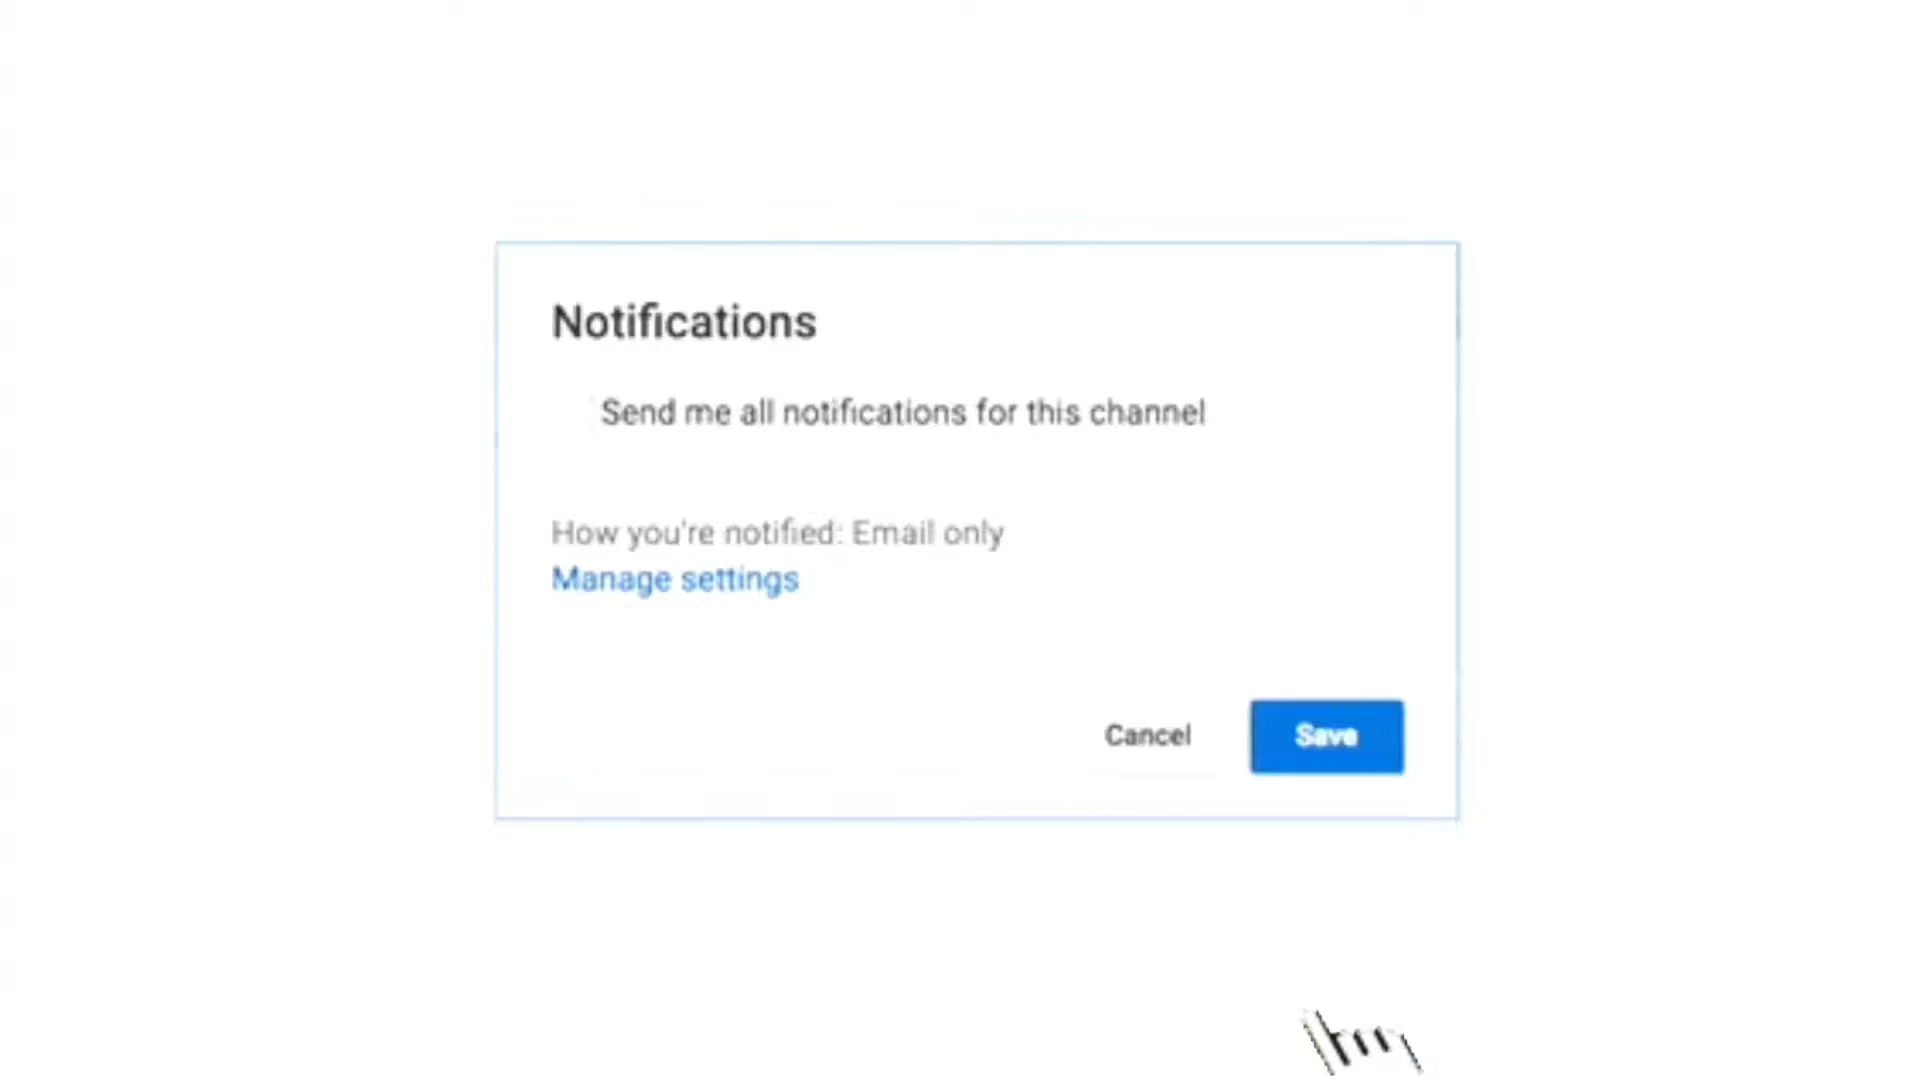 Notifications
Send me all notifications for this channel
How you're notified: Email only
Manage settings
Cancel
Save